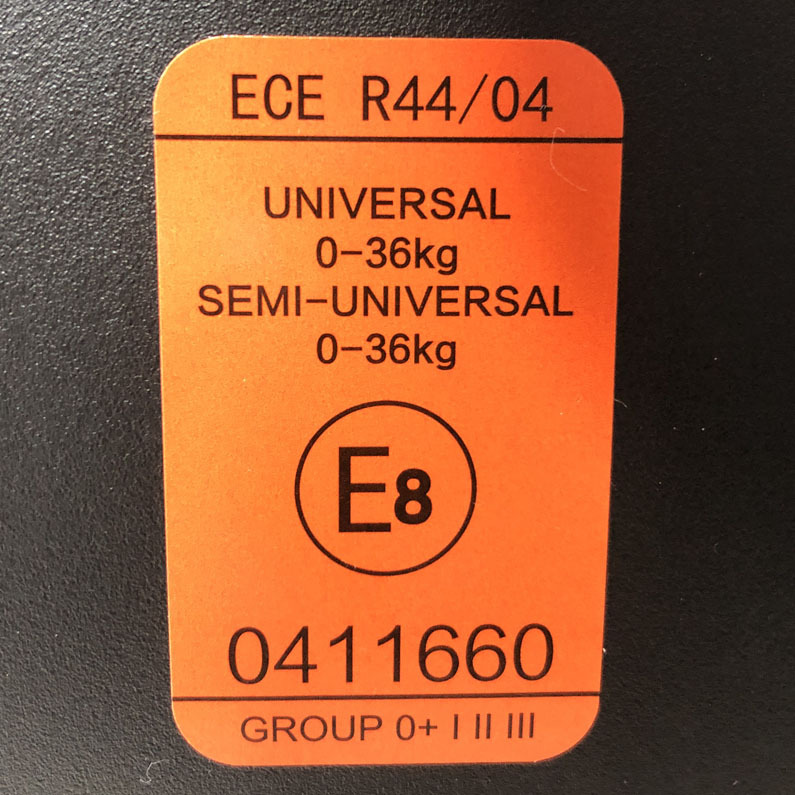 ECE R44/04
UNIVERSAL
0-36kg
SEMI-UNIVERSAL
0-36kg
E8
0411660
GROUP 0+ I II III